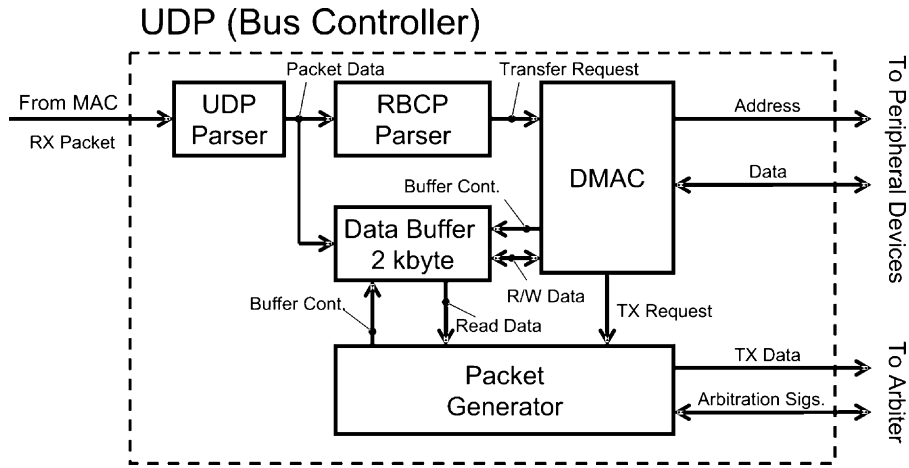 UDP (Bus Controller)
Packet Data
Transfer Request
From MAC
RX Packet
UDP
Parser
RBCP
Parser
DMAC
Address
Data
To Peripheral Devices
Buffer Cont.
Data Buffer
2 kbyte
R/W Data
Buffer Cont.
Read Data
TX Request
Packet
Generator
TX Data
Arbitration Sigs.
To Arbiter